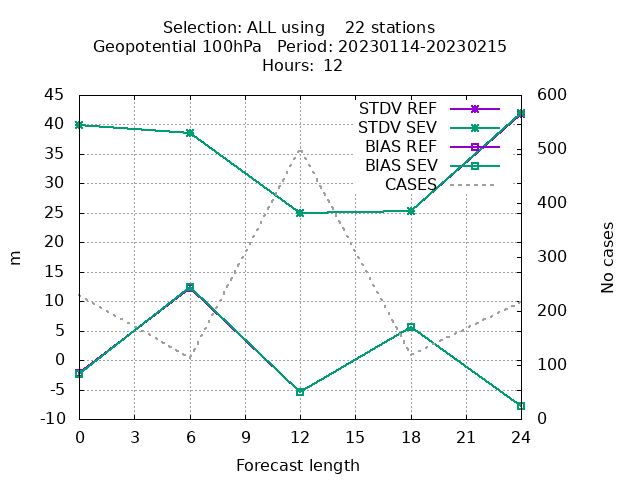 Selection: ALL using    22 stations
Geopotential 100hPa   Period: 20230114-20230215
Hours: 12
45
40
35
30
25
20
15
10
5
0
-5
-10
m
STDV REF
STDV SEV
BIAS REF
BIAS SEV
CASES
600
500
400
300
200
100
0
No cases
0 3 6 9 12 15 18 21 24
Forecast length